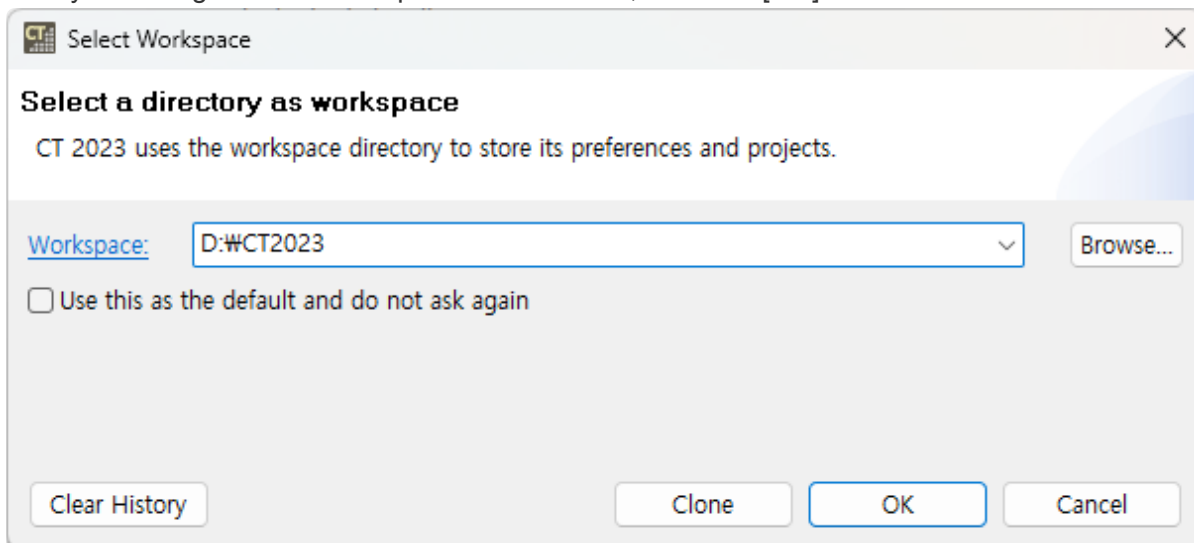 CT
Select Workspace
Select a directory as workspace
CT 2023 uses the workspace directory to store its preferences and projects.
Workspace:
D:₩CT2023
Browse...
Use this as the default and do not ask again
Clear History
Clone
OK
Cancel